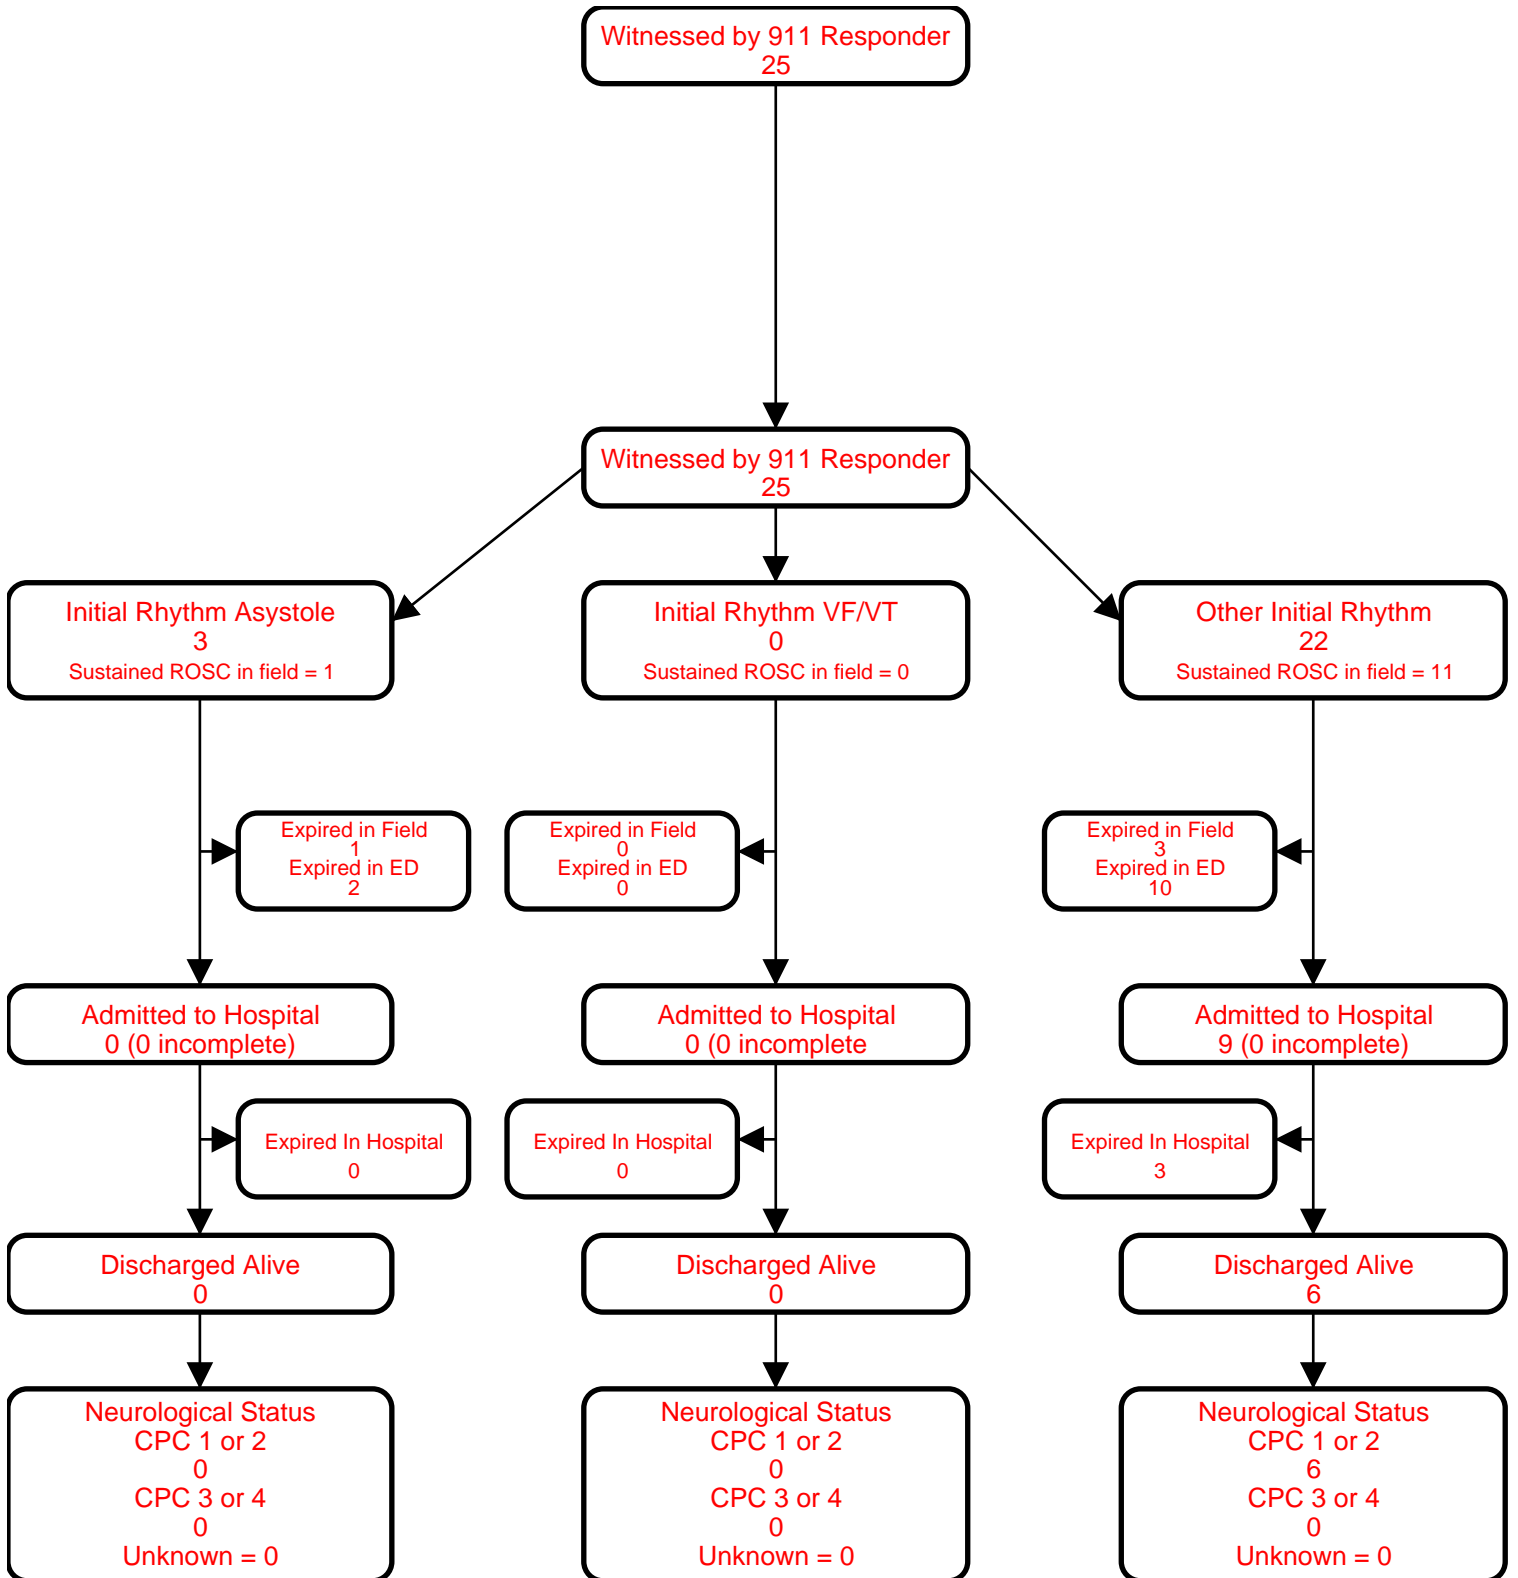 Witnessed by 911 Responder
25
Witnessed by 911 Responder
25
Initial Rhythm Asystole
3
Sustained ROSC in field = 1
Initial Rhythm VF/VT
0
Sustained ROSC in field = 0
Other Initial Rhythm
22
Sustained ROSC in field = 11
Expired in Field
1
Expired in ED
2
Expired in Field
0
Expired in ED
0
Expired in Field
3
Expired in ED
10
Admitted to Hospital
0 (0 incomplete)
Admitted to Hospital
0 (0 incomplete
Admitted to Hospital
9 (0 incomplete)
Expired In Hospital
0
Expired In Hospital
0
Expired In Hospital
3
Discharged Alive
0
Discharged Alive
0
Discharged Alive
6
Neurological Status
CPC 1 or 2
0
CPC 3 or 4
0
Unknown = 0
Neurological Status
CPC 1 or 2
0
CPC 3 or 4
0
Unknown = 0
Neurological Status
CPC 1 or 2
6
CPC 3 or 4
0
Unknown = 0